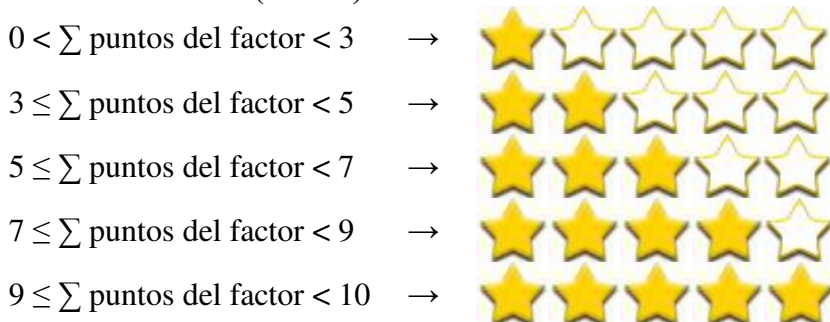 0 < ∑ puntos del factor < 3 →
3 ≤ ∑ puntos del factor < 5 →
5 ≤ ∑ puntos del factor < 7 →
7 ≤ ∑ puntos del factor < 9 →
9 ≤ ∑ puntos del factor < 10 →